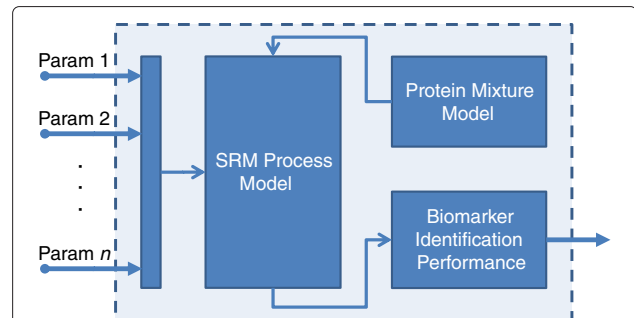 Param 1
Param 2
.
.
.
Param n
SRM Process
Model
Protein Mixture
Model
Biomarker
Identification
Performance